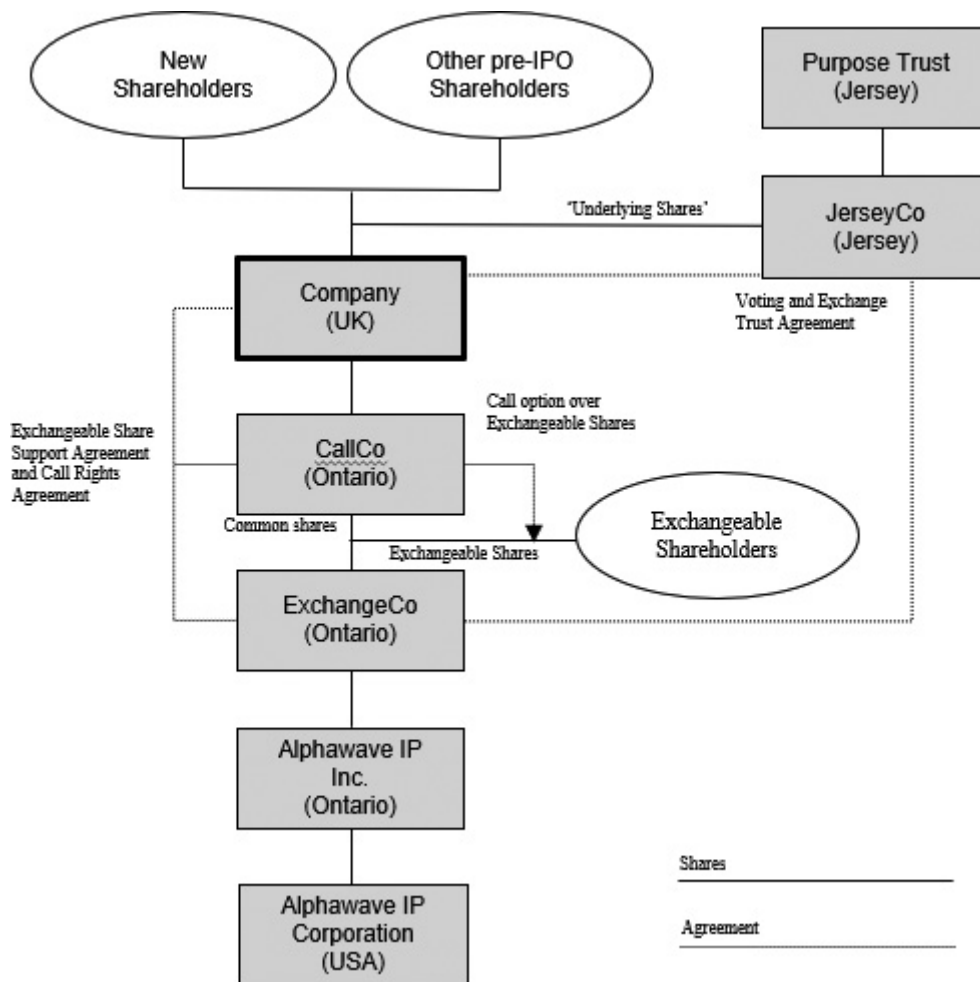 New
Shareholders
Other pre-IPO
Shareholders
Purpose Trust
(Jersey)
"Underlying Shares"
JerseyCo
(Jersey)
Company
(UK)
Voting and Exchange
Trust Agreement
Call option over
Exchangeable Shares
Exchangeable Share
Support Agreement
and Call Rights
Agreement
CallCo
(Ontario)
Common shares
Exchangeable Shares
Exchangeable
Shareholders
ExchangeCo
(Ontario)
Alphawave IP
Inc.
(Ontario)
Shares
Alphawave IP
Corporation
(USA)
Agreement